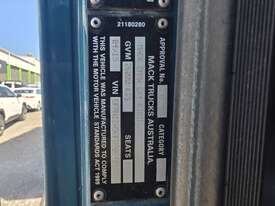 21180280
APPROVAL No.
CATEGORY
MACK TRUCKS AUSTRALIA.
GVM
SEATS
VIN
THIS VEHICLE WAS MANUFACTURED TO COMPLY
WITH THE MOTOR VEHICLE STANDARDS ACT 1989